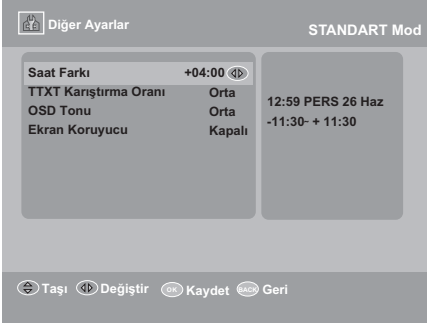 Diğer Ayarlar
STANDART Mod
Saat Farkı +04:00
TTXT Karıştırma Oranı Orta
OSD Tonu Orta
Ekran Koruyucu Kapalı
12:59 PERS 26 Haz
-11:30- + 11:30
Taşı Değiştir OK Kaydet BACK Geri